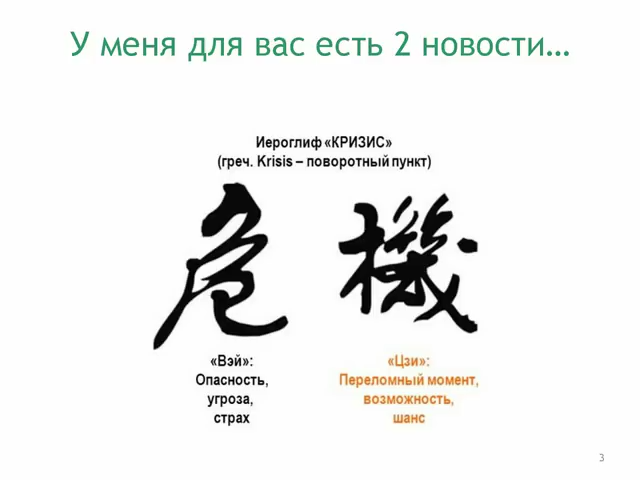 У меня для вас есть 2 новости…
Иероглиф «КРИЗИС»
(греч. Krisis – поворотный пункт)
危 機
«Вэй»:
Опасность,
угроза,
страх
«Цзи»:
Переломный момент,
возможность,
шанс
3